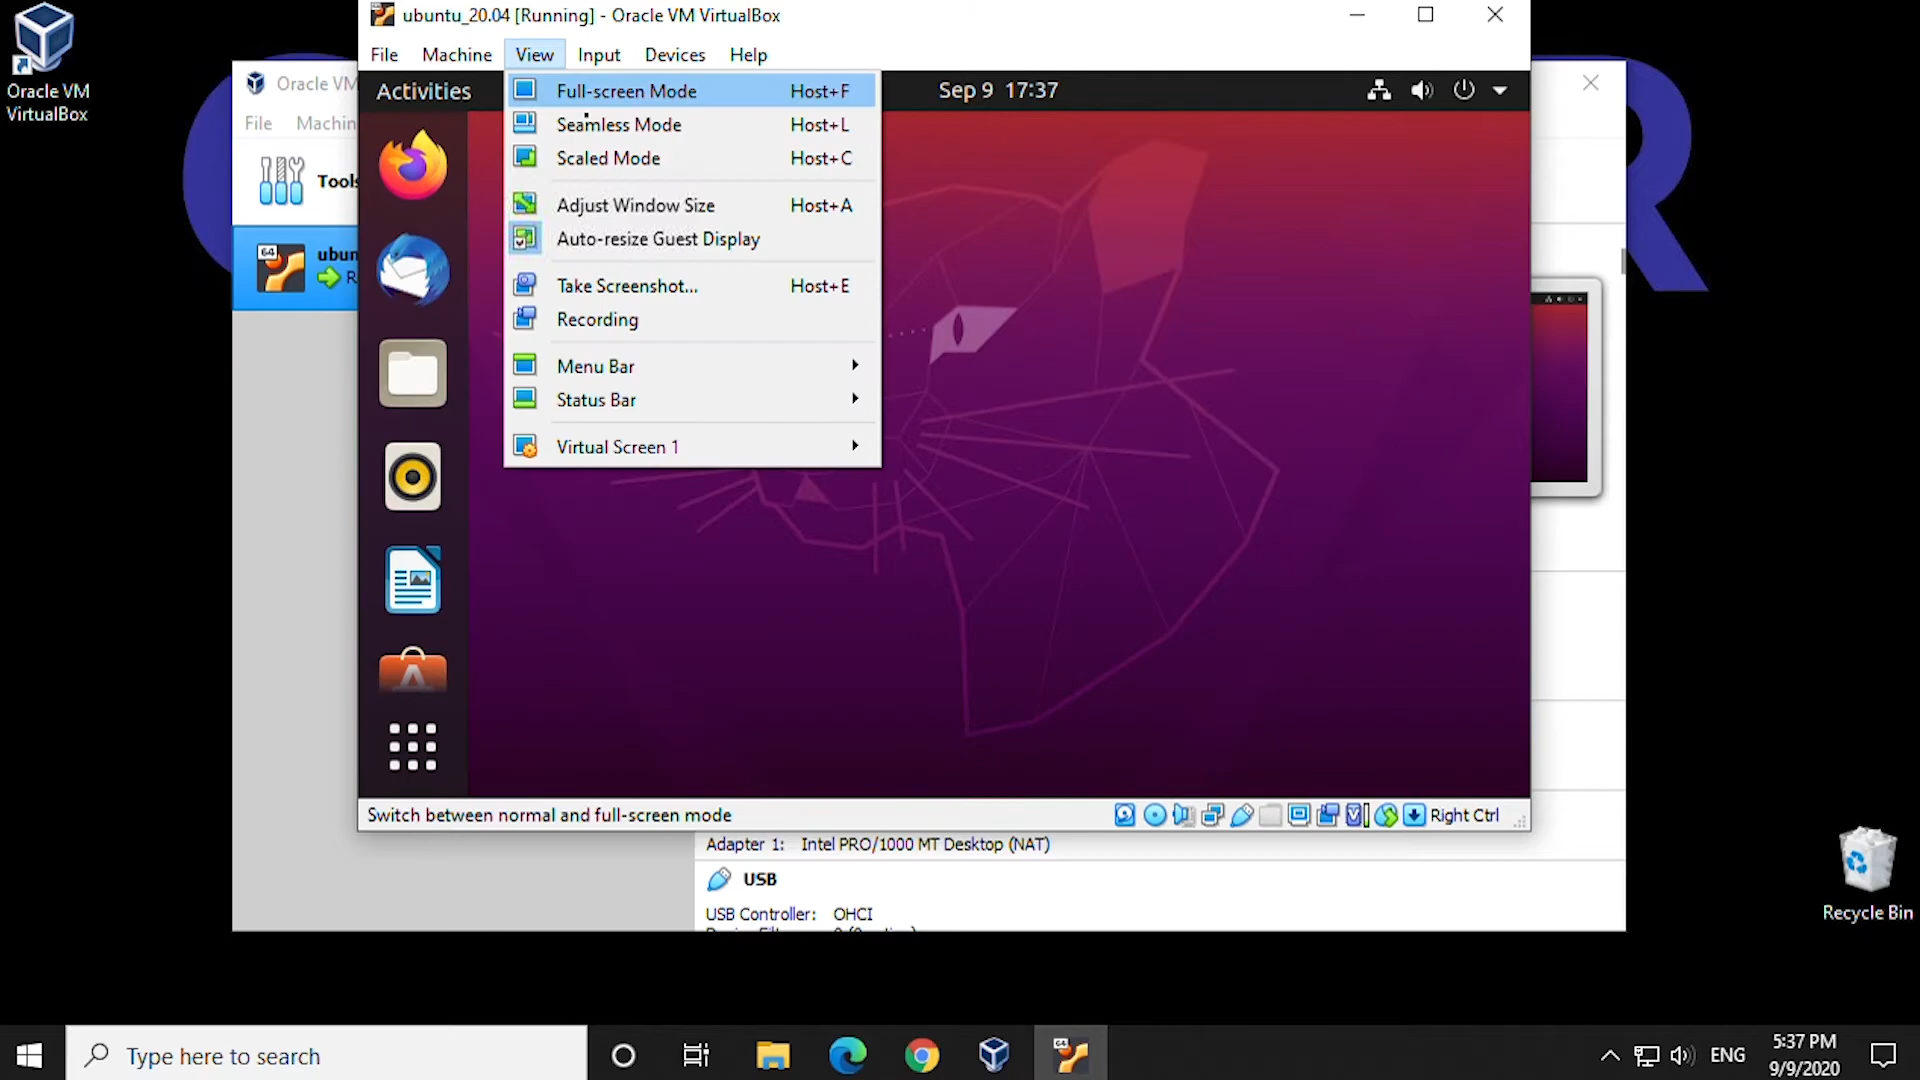 ubuntu_20.04 [Running] - Oracle VM VirtualBox
File Machine View Input Devices Help
Oracle VM
VirtualBox
Oracle VM
File Machin
Tools
ubun
R
64
Activities
Sep 9 17:37
Full-screen Mode Host+F
Seamless Mode Host+L
Scaled Mode Host+C
Adjust Window Size Host+A
Auto-resize Guest Display
Take Screenshot... Host+E
Recording
Menu Bar
Status Bar
Virtual Screen 1
R
Switch between normal and full-screen mode
Right Ctrl
Adapter 1: Intel PRO/1000 MT Desktop (NAT)
USB
USB Controller: OHCI
Recycle Bin
Type here to search
64
ENG
5:37 PM
9/9/2020